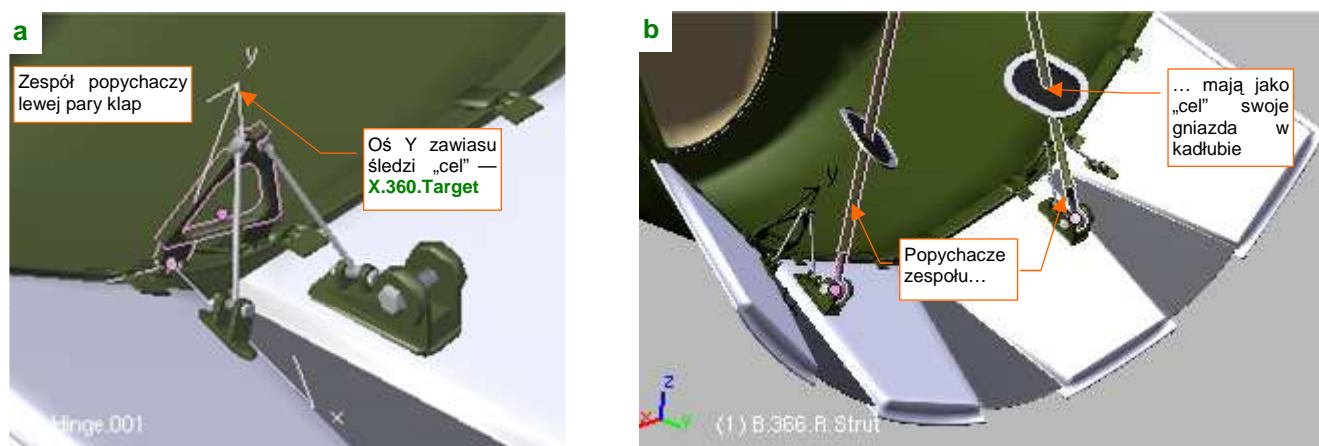 a
Zespół popychaczy
lewej pary klap
y
Oś Y zawiasu
śledzi „cel” —
X.360.Target
x
Hinge.001
b
… mają jako
„cel” swoje
gniazda w
kadłubie
y
Popychacze
zespołu…
z
x
y
(1) B.366.R.Strut